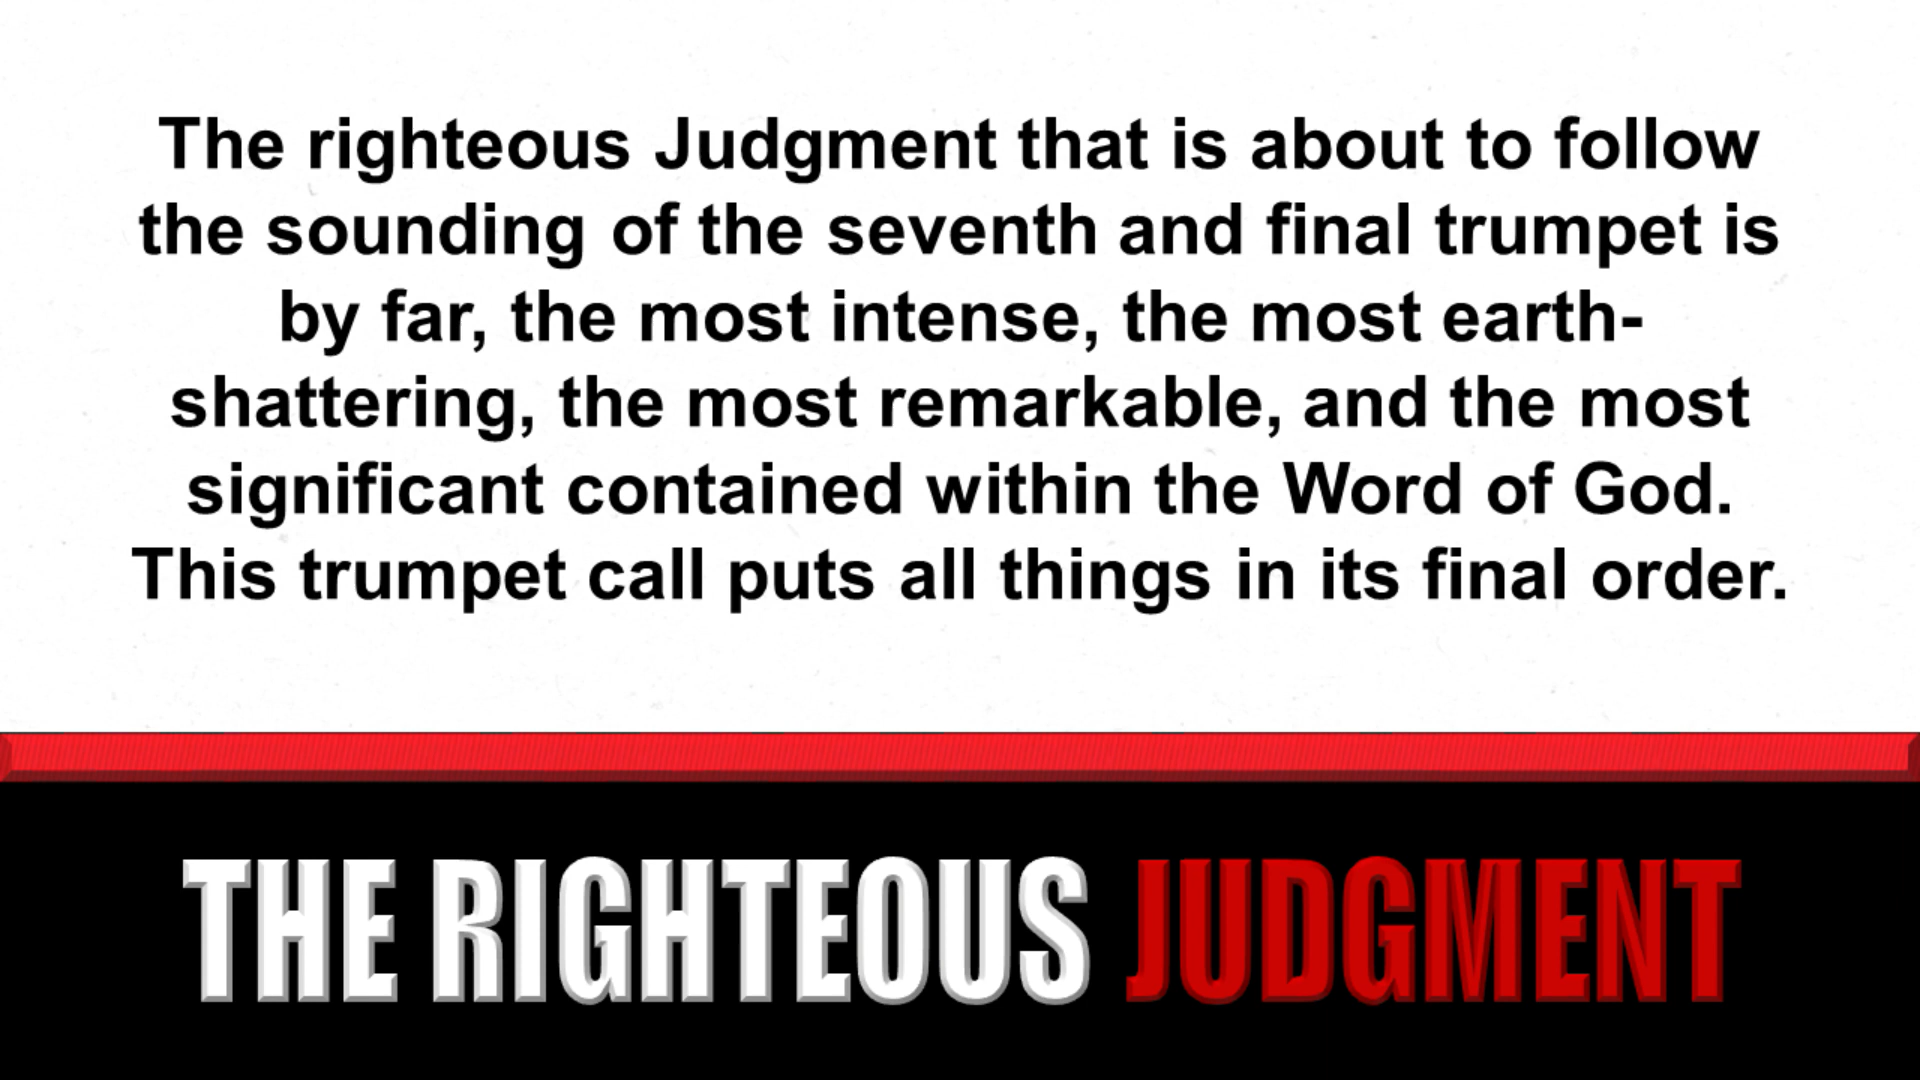 The righteous Judgment that is about to follow
the sounding of the seventh and final trumpet is
by far, the most intense, the most earth-
shattering, the most remarkable, and the most
significant contained within the Word of God.
This trumpet call puts all things in its final order.
THE RIGHTEOUS JUDGMENT